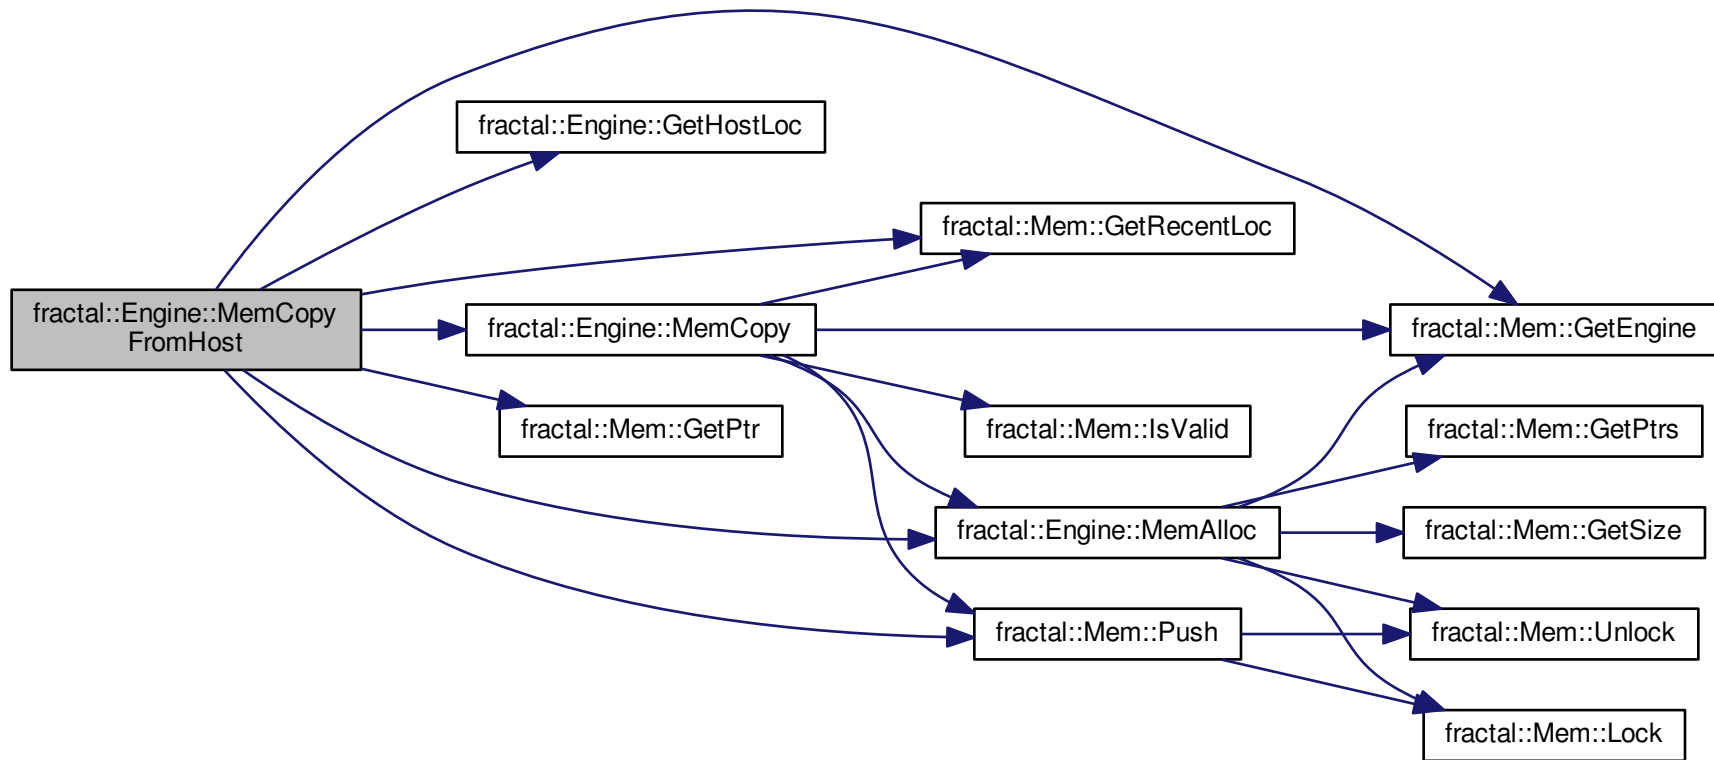 fractal::Engine::GetHostLoc
fractal::Mem::GetRecentLoc
fractal::Engine::MemCopy
FromHost
fractal::Engine::MemCopy
fractal::Mem::GetEngine
fractal::Mem::GetPtr
fractal::Mem::IsValid
fractal::Mem::GetPtrs
fractal::Engine::MemAlloc
fractal::Mem::GetSize
fractal::Mem::Push
fractal::Mem::Unlock
fractal::Mem::Lock